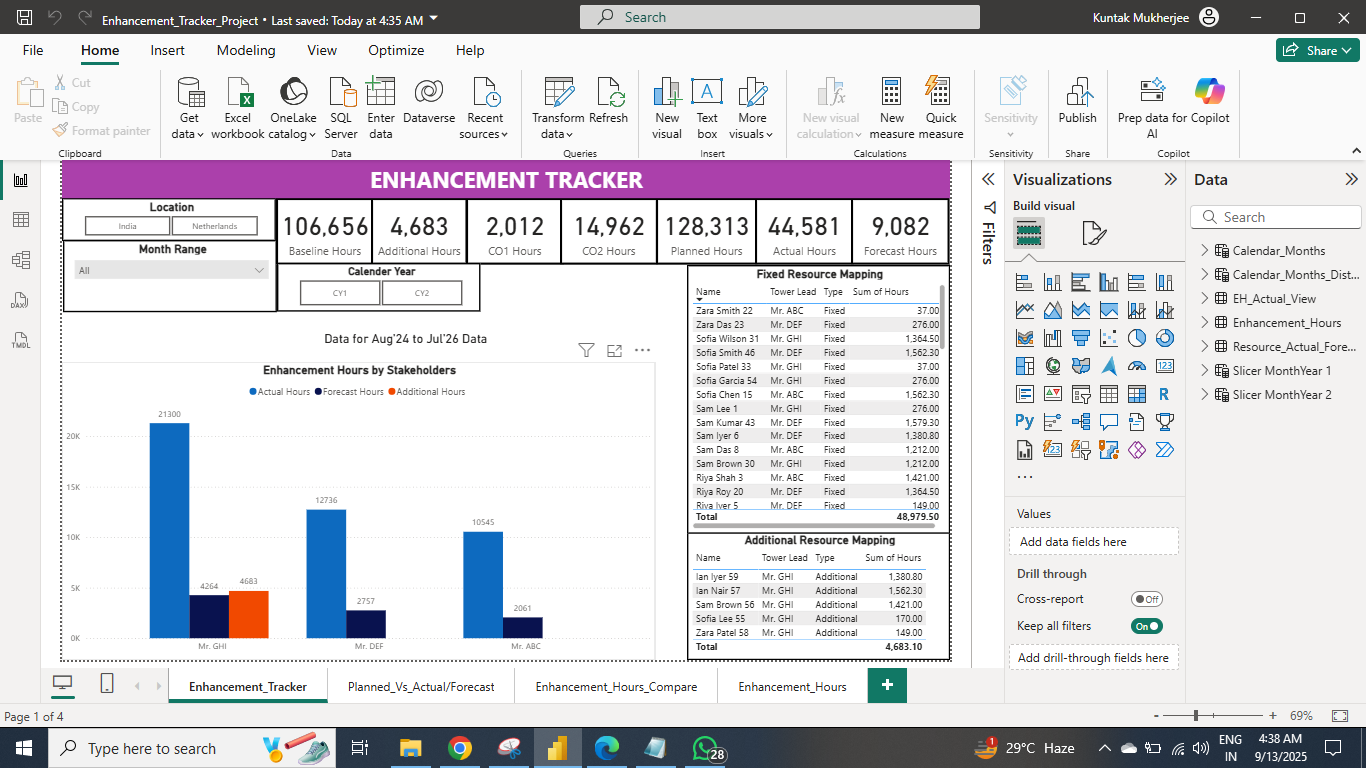 Enhancement_Tracker_Project • Last saved: Today at 4:35 AM
Search
Kuntak Mukherjee
File Home Insert Modeling View Optimize Help
Share
Paste
Cut
Copy
Format painter
Clipboard
Get data
Excel workbook
OneLake catalog
SQL Server
Enter data
Dataverse
Recent sources
Data
Transform data
Refresh
Queries
New visual
Text box
More visuals
Insert
New visual calculation
New measure
Quick measure
Calculations
Sensitivity
Sensitivity
Publish
Share
Prep data for AI
Copilot
Copilot
ENHANCEMENT TRACKER
Location
India Netherlands
Month Range
All
106,656 Baseline Hours
4,683 Additional Hours
2,012 CO1 Hours
14,962 CO2 Hours
128,313 Planned Hours
44,581 Actual Hours
9,082 Forecast Hours
Calender Year
CY1 CY2
Data for Aug'24 to Jul'26 Data
Enhancement Hours by Stakeholders
Actual Hours Forecast Hours Additional Hours
20K
15K
10K
5K
0K
21300
4264
4683
12736
2757
10545
2061
Mr. GHI Mr. DEF Mr. ABC
Fixed Resource Mapping
Name Tower Lead Type Sum of Hours
Zara Smith 22 Mr. ABC Fixed 37.00
Zara Das 23 Mr. DEF Fixed 276.00
Sofia Wilson 31 Mr. GHI Fixed 1,364.50
Sofia Smith 46 Mr. DEF Fixed 1,562.30
Sofia Patel 33 Mr. GHI Fixed 37.00
Sofia Garcia 54 Mr. GHI Fixed 276.00
Sofia Chen 15 Mr. ABC Fixed 1,562.30
Sam Lee 1 Mr. GHI Fixed 276.00
Sam Kumar 43 Mr. DEF Fixed 1,579.30
Sam Iyer 6 Mr. DEF Fixed 1,380.80
Sam Das 8 Mr. ABC Fixed 1,212.00
Sam Brown 30 Mr. GHI Fixed 1,212.00
Riya Shah 3 Mr. ABC Fixed 1,421.00
Riya Roy 20 Mr. DEF Fixed 1,364.50
Riya Iyer 5 Mr. DEF Fixed 149.00
Total 48,979.50
Additional Resource Mapping
Name Tower Lead Type Sum of Hours
Ian Iyer 59 Mr. GHI Additional 1,380.80
Ian Nair 57 Mr. GHI Additional 1,562.30
Sam Brown 56 Mr. GHI Additional 1,421.00
Sofia Lee 55 Mr. GHI Additional 170.00
Zara Patel 58 Mr. GHI Additional 149.00
Total 4,683.10
Filters
Visualizations
Build visual
Values
Add data fields here
Drill through
Cross-report Off
Keep all filters On
Add drill-through fields here
Data
Search
Calendar_Months
Calendar_Months_Dist...
EH_Actual_View
Enhancement_Hours
Resource_Actual_Fore...
Slicer MonthYear 1
Slicer MonthYear 2
DAX
TMDL
123
R
Py
123
Enhancement_Tracker Planned_Vs_Actual/Forecast Enhancement_Hours_Compare Enhancement_Hours +
Page 1 of 4
- + 69%
Type here to search
28
1
29°C Haze
ENG
IN
4:38 AM
9/13/2025